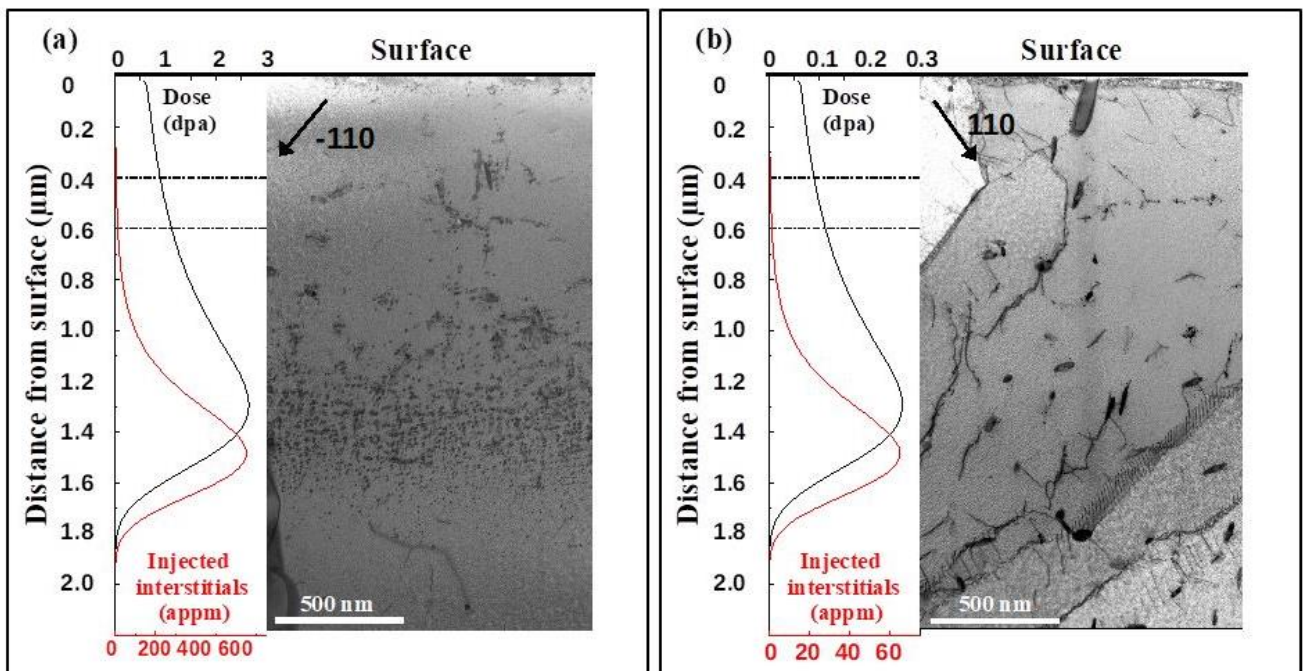 (a)
Surface
0 1 2 3
Dose
(dpa)
-110
Distance from surface (µm)
0
0.2
0.4
0.6
0.8
1.0
1.2
1.4
1.6
1.8
2.0
Injected
interstitials
(appm)
500 nm
0 200 400 600
(b)
Surface
0 0.1 0.2 0.3
Dose
(dpa)
110
Distance from surface (µm)
0
0.2
0.4
0.6
0.8
1.0
1.2
1.4
1.6
1.8
2.0
Injected
interstitials
(appm)
500 nm
0 20 40 60